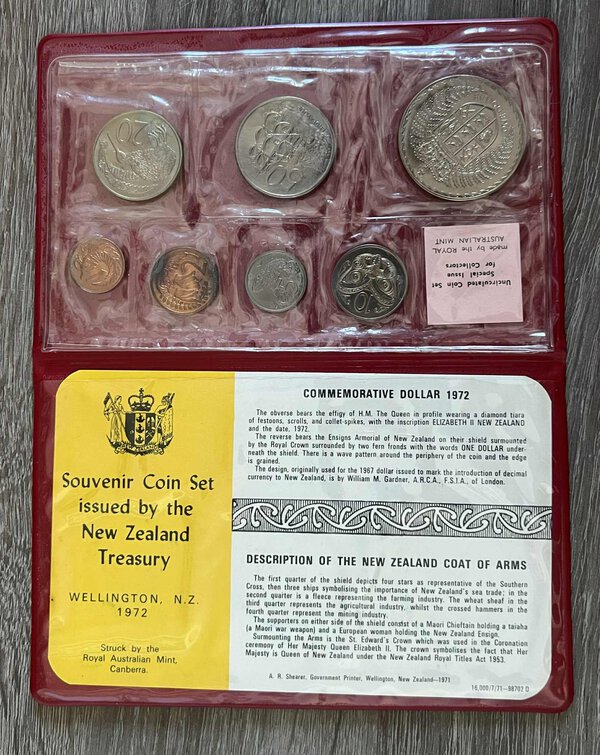 20
50
10
Uncirculated Coin Set
Special Issue
for Collectors
made by the ROYAL
AUSTRALIAN MINT
Souvenir Coin Set
issued by the
New Zealand
Treasury
WELLINGTON, N.Z.
1972
Struck by the
Royal Australian Mint,
Canberra.
COMMEMORATIVE DOLLAR 1972
The obverse bears the effigy of H.M. The Queen in profile wearing a diamond tiara
of festoons, scrolls, and collet-spikes, with the inscription ELIZABETH II NEW ZEALAND
and the date, 1972.
The reverse bears the Ensigns Armorial of New Zealand on their shield surmounted
by the Royal Crown surrounded by two fern fronds with the words ONE DOLLAR under-
neath the shield. There is a wave pattern around the periphery of the coin and the edge
is grained.
The design, originally used for the 1967 dollar issued to mark the introduction of decimal
currency to New Zealand, is by William M. Gardner, A.R.C.A., F.S.I.A., of London.
DESCRIPTION OF THE NEW ZEALAND COAT OF ARMS
The first quarter of the shield depicts four stars as representative of the Southern
Cross, then three ships symbolising the importance of New Zealand's sea trade; in the
second quarter is a fleece representing the farming industry. The wheat sheaf in the
third quarter represents the agricultural industry, whilst the crossed hammers in the
fourth quarter represent the mining industry.
The supporters on either side of the shield consist of a Maori Chieftain holding a taiaha
(a Maori war weapon) and a European woman holding the New Zealand Ensign.
Surmounting the Arms is the St. Edward's Crown which was used in the Coronation
ceremony of Her Majesty Queen Elizabeth II. The crown symbolises the fact that Her
Majesty is Queen of New Zealand under the New Zealand Royal Titles Act 1953.
A. R. Shearer, Government Printer, Wellington, New Zealand—1971
16,000/7/71—98702 D